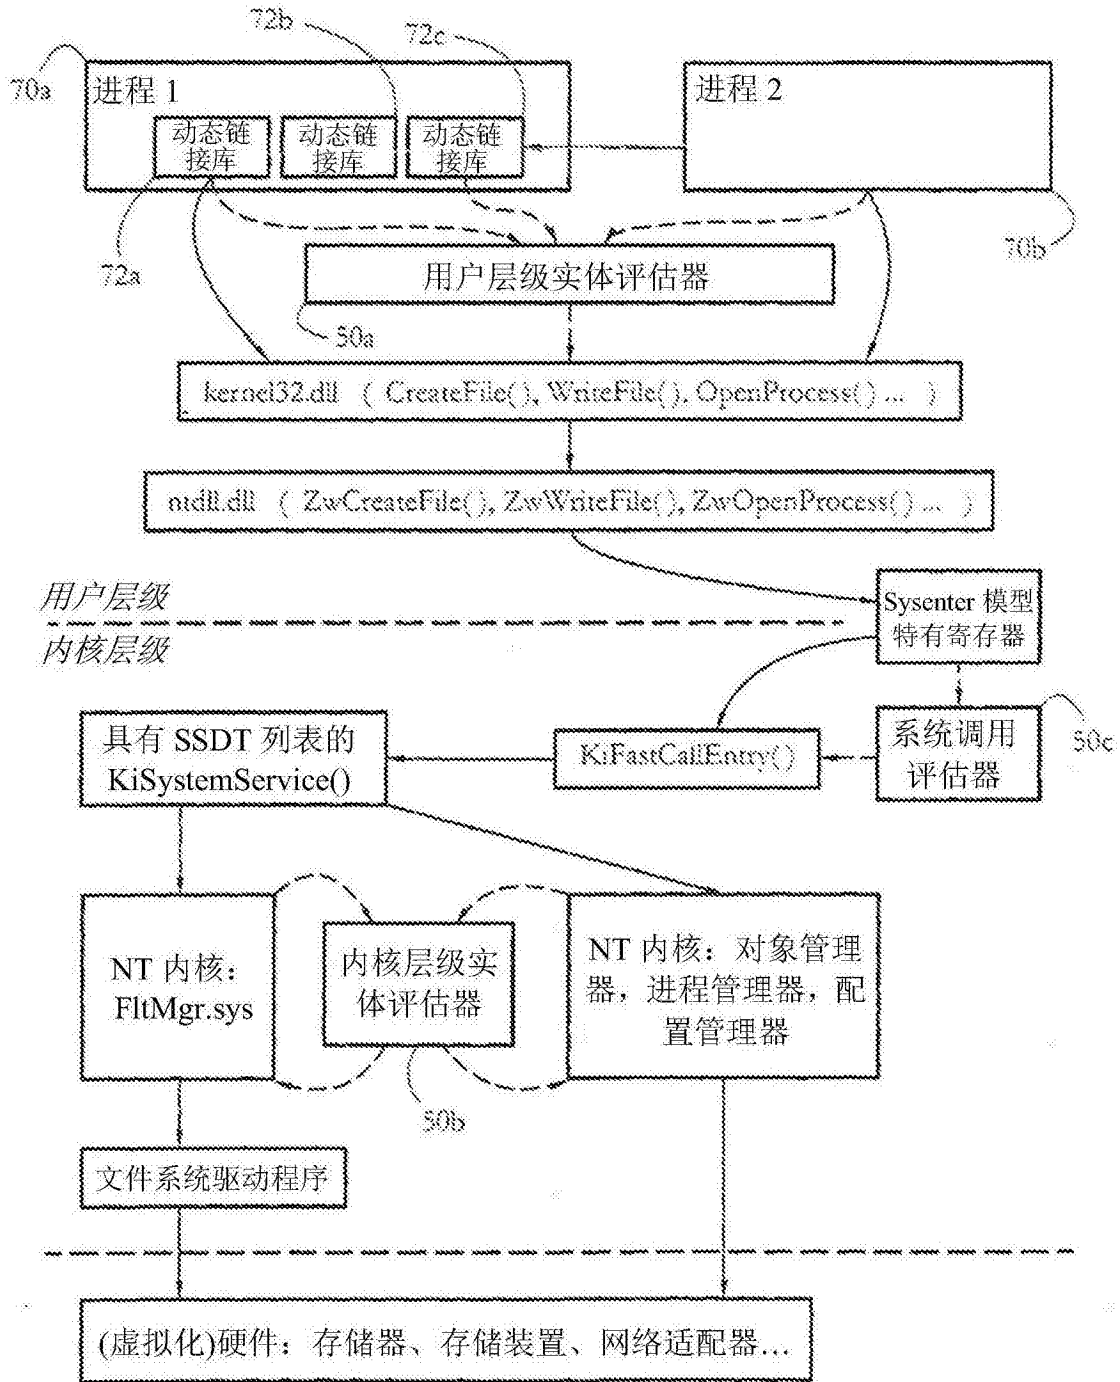 72b
72c
70a
进程 1
进程 2
动态链
接库
动态链
接库
动态链
接库
72a
70b
用户层级实体评估器
50a
kernel32.dll ( CreateFile(), WriteFile(), OpenProcess() ... )
ntdll.dll ( ZwCreateFile(), ZwWriteFile(), ZwOpenProcess() ... )
用户层级
内核层级
Sysenter 模型
特有寄存器
具有 SSDT 列表的
KiSystemService()
KiFastCallEntry()
系统调用
评估器
50c
NT 内核：
FltMgr.sys
内核层级实
体评估器
NT 内核：对象管理
器，进程管理器，配
置管理器
50b
文件系统驱动程序
(虚拟化)硬件：存储器、存储装置、网络适配器...